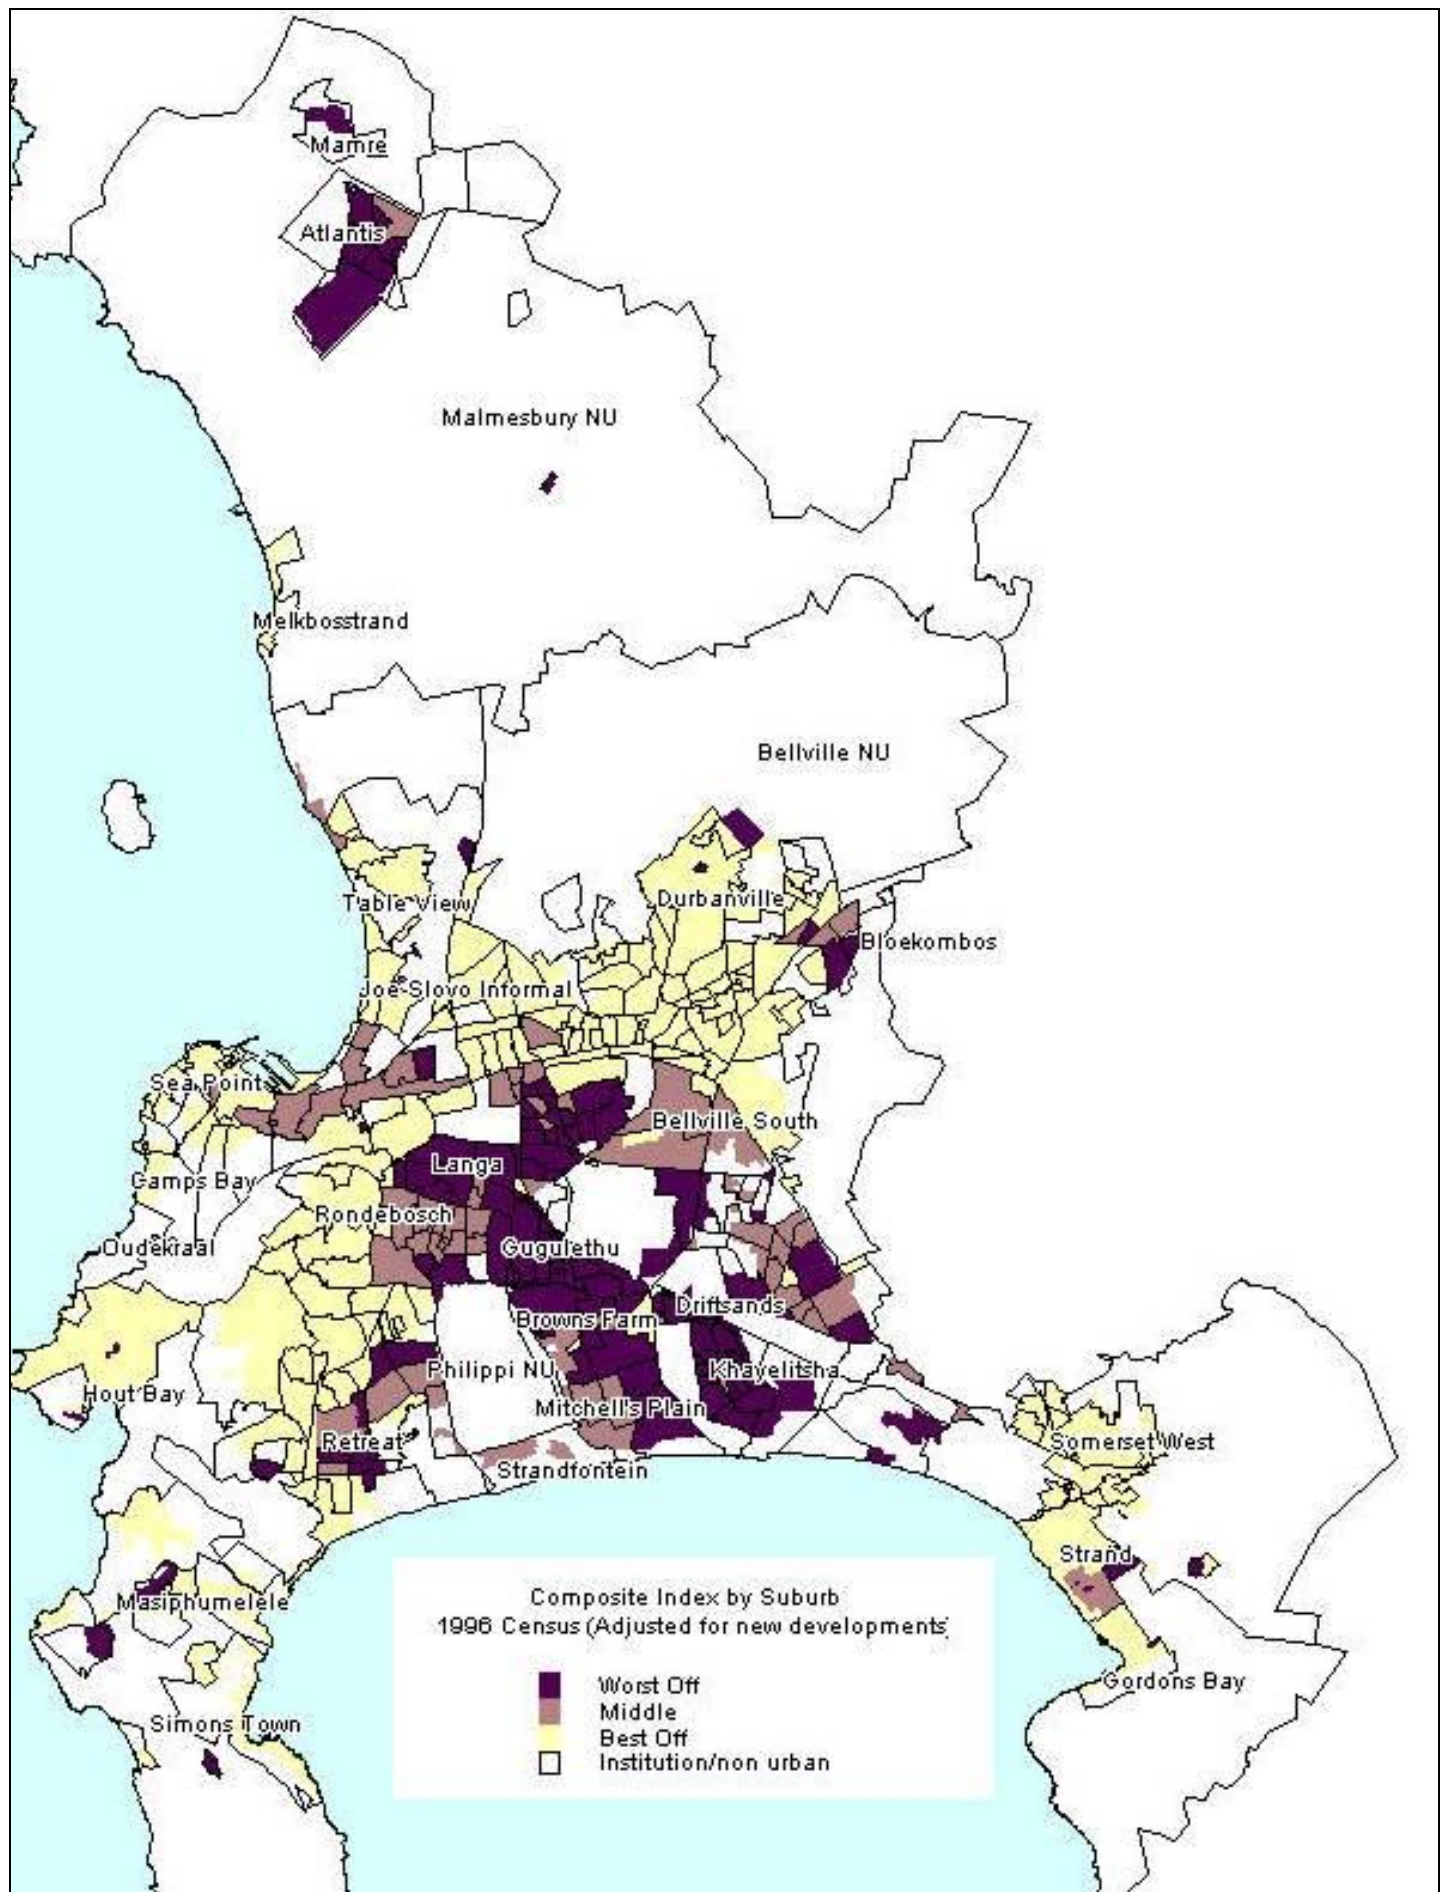 Mamre
Atlantis
Malmesbury NU
Melkbosstrand
Bellville NU
Table View
Durbanville
Bloekombos
Joe Slovo Informal
Sea Point
Bellville South
Langa
Camps Bay
Rondebosch
Oudekraal
Gugulethu
Driftsands
Browns Farm
Philippi NU
Khayelitsha
Hout Bay
Mitchell's Plain
Retreat
Somerset West
Strandfontein
Strand
Masiphumelele
Gordons Bay
Simons Town
Composite Index by Suburb
1996 Census (Adjusted for new developments)
Worst Off
Middle
Best Off
Institution/non urban